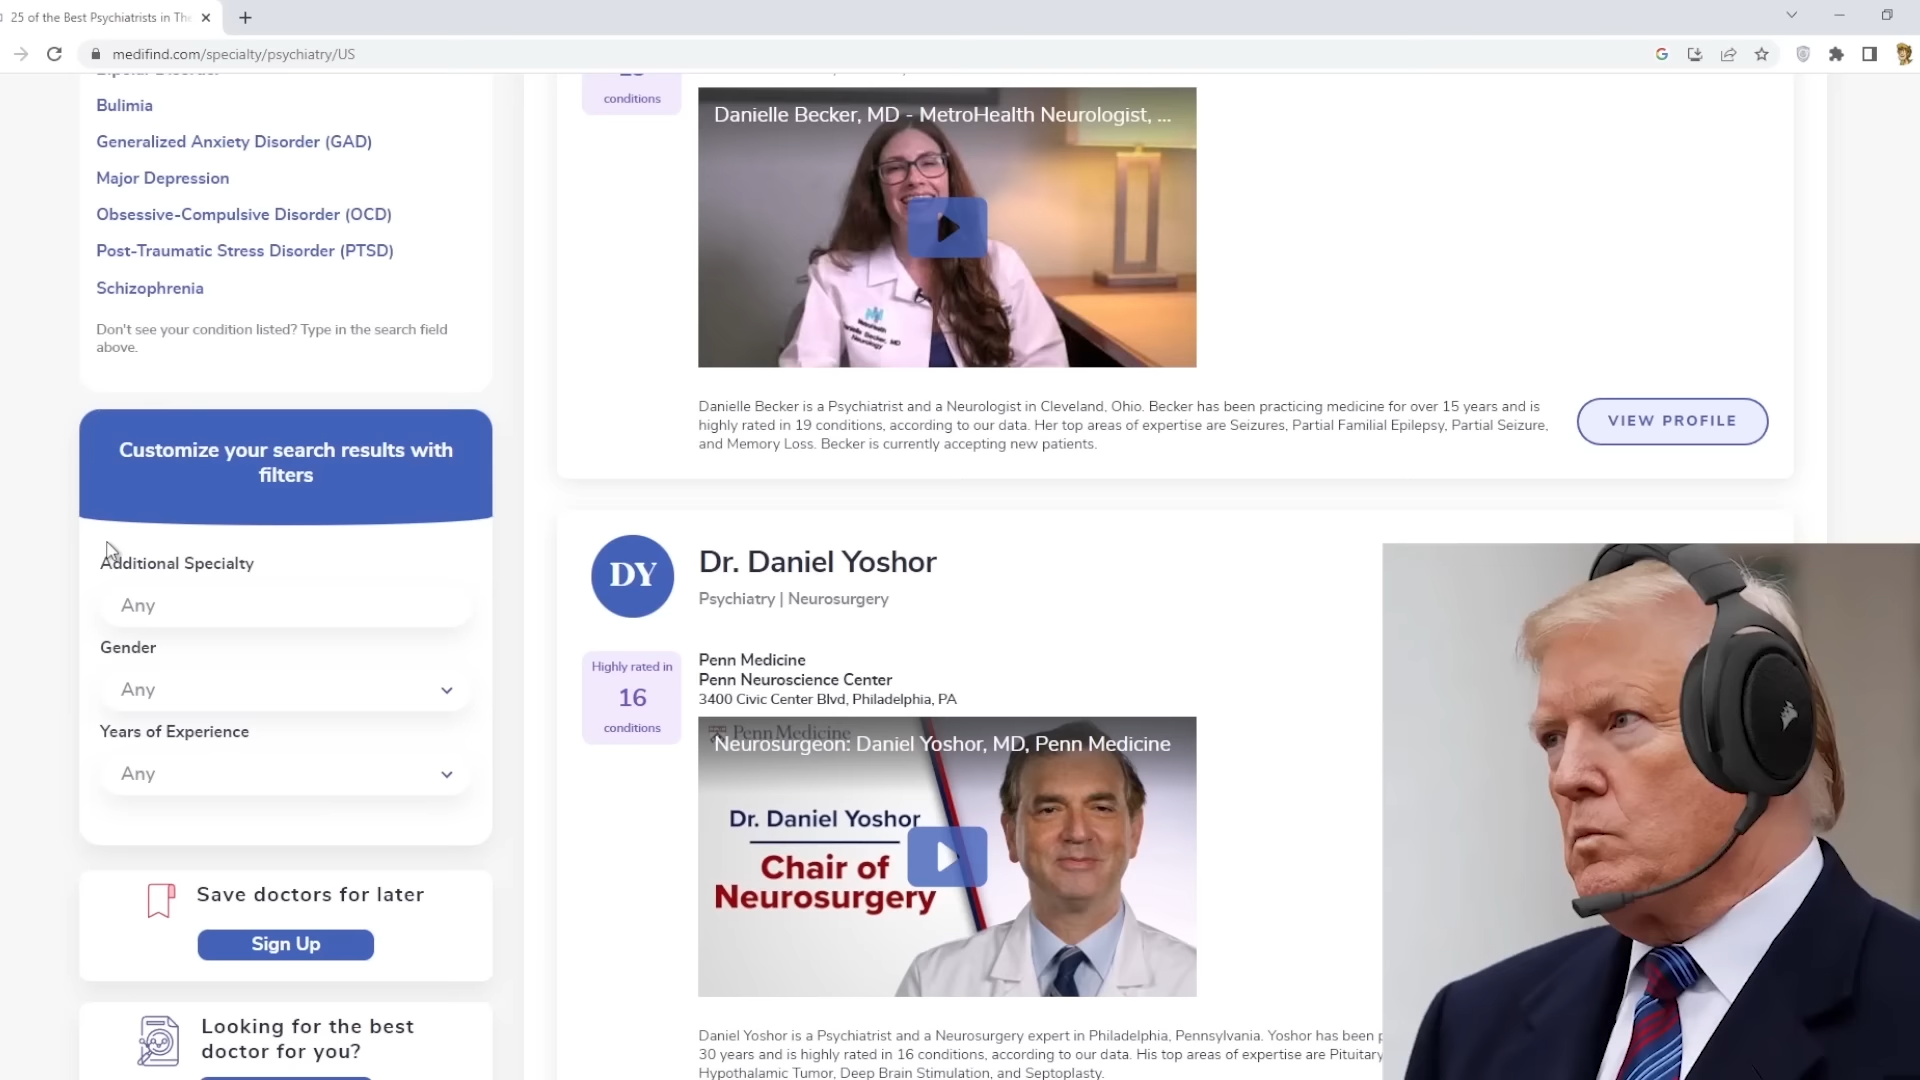 25 of the Best Psychiatrists in The
medifind.com/specialty/psychiatry/US
Bipolar Disorder
Bulimia
Generalized Anxiety Disorder (GAD)
Major Depression
Obsessive-Compulsive Disorder (OCD)
Post-Traumatic Stress Disorder (PTSD)
Schizophrenia
Don't see your condition listed? Type in the search field
above.
Customize your search results with
filters
Additional Specialty
Any
Gender
Any
Years of Experience
Any
Save doctors for later
Sign Up
Looking for the best
doctor for you?
conditions
Danielle Becker, MD - MetroHealth Neurologist, ...
MetroHealth
Danielle Becker, MD
Neurology
Danielle Becker is a Psychiatrist and a Neurologist in Cleveland, Ohio. Becker has been practicing medicine for over 15 years and is
highly rated in 19 conditions, according to our data. Her top areas of expertise are Seizures, Partial Familial Epilepsy, Partial Seizure,
and Memory Loss. Becker is currently accepting new patients.
VIEW PROFILE
DY
Dr. Daniel Yoshor
Psychiatry | Neurosurgery
Highly rated in
16
conditions
Penn Medicine
Penn Neuroscience Center
3400 Civic Center Blvd, Philadelphia, PA
Penn Medicine
Neurosurgeon: Daniel Yoshor, MD, Penn Medicine
Dr. Daniel Yoshor
Chair of
Neurosurgery
Daniel Yoshor is a Psychiatrist and a Neurosurgery expert in Philadelphia, Pennsylvania. Yoshor has been p
30 years and is highly rated in 16 conditions, according to our data. His top areas of expertise are Pituitary
Hypothalamic Tumor, Deep Brain Stimulation, and Septoplasty.